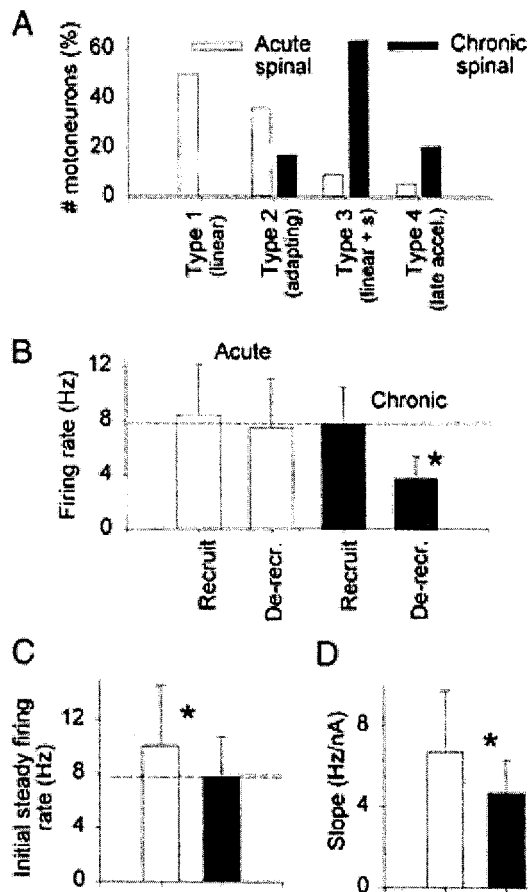 A
# motoneurons (%)
60
40
20
0
Acute
spinal
Chronic
spinal
Type 1
(linear)
Type 2
(adapting)
Type 3
(linear + s)
Type 4
(late accel.)
B
Firing rate (Hz)
12
8
4
0
Acute
Chronic
*
Recruit
De-recr.
Recruit
De-recr.
C
Initial steady firing
rate (Hz)
12
8
4
0
*
D
Slope (Hz/nA)
8
4
0
*